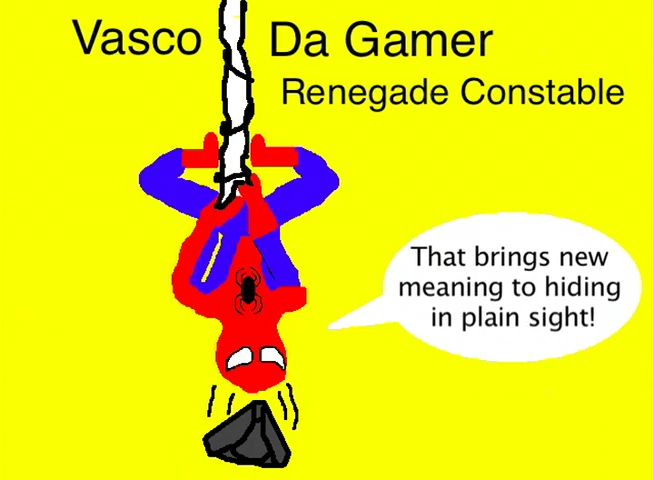 Vasco Da Gamer
Renegade Constable
That brings new
meaning to hiding
in plain sight!